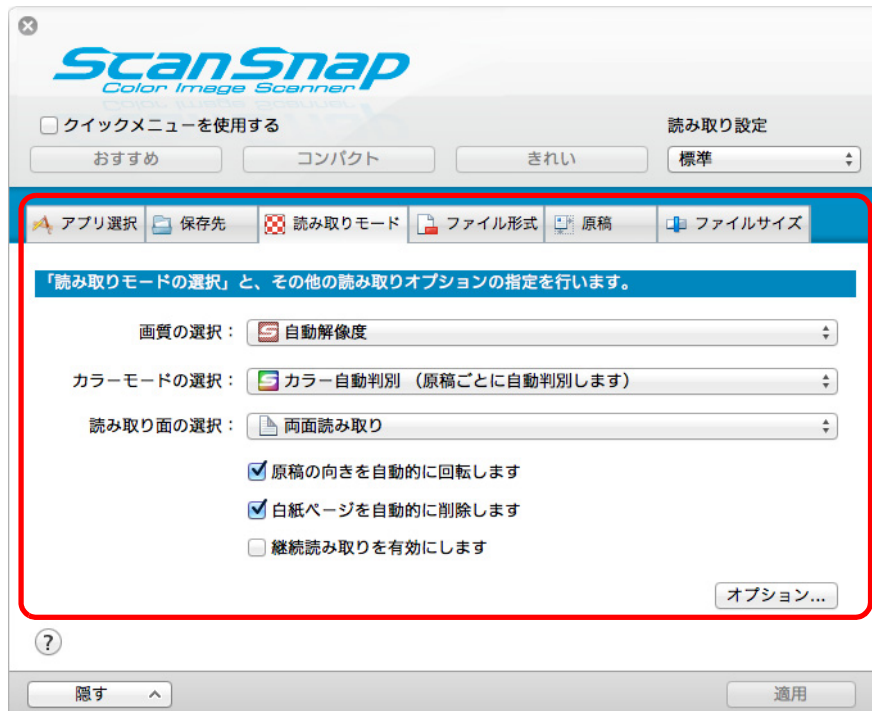 ScanSnap
Color Image Scanner
クイックメニューを使用する
読み取り設定
おすすめ コンパクト きれい 標準
アプリ選択 保存先 読み取りモード ファイル形式 原稿 ファイルサイズ
「読み取りモードの選択」と、その他の読み取りオプションの指定を行います。
画質の選択： 自動解像度
カラーモードの選択： カラー自動判別 （原稿ごとに自動判別します）
読み取り面の選択： 両面読み取り
原稿の向きを自動的に回転します
白紙ページを自動的に削除します
継続読み取りを有効にします
オプション...
?
隠す 適用